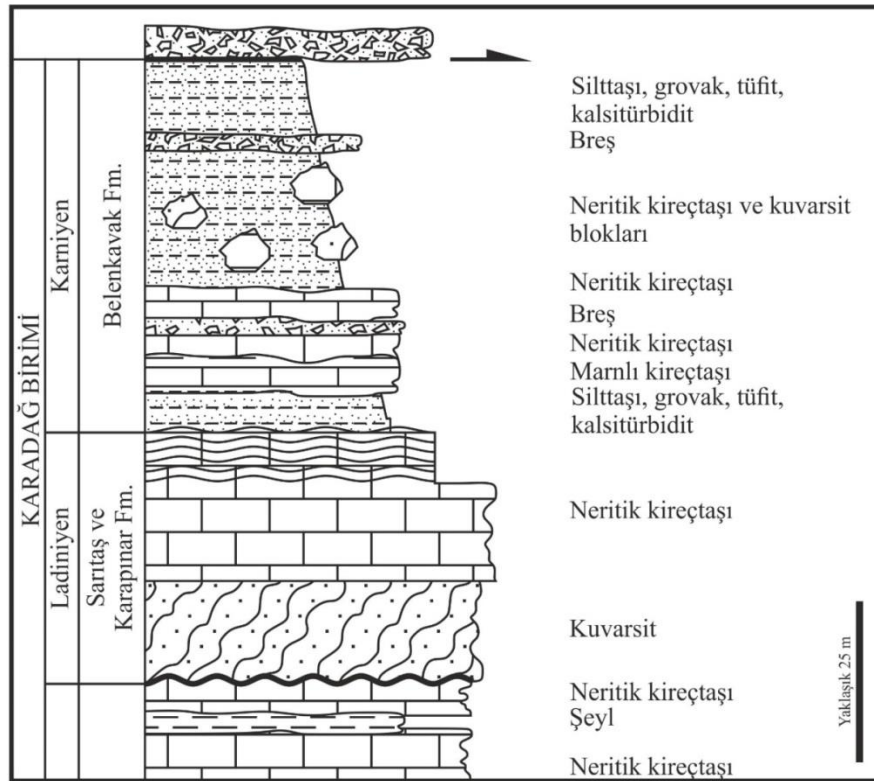 KARADAĞ BİRİMİ
Karniyen
Belenkavak Fm.
Ladiniyen
Sarıtaş ve
Karapınar Fm.
Silttaşı, grovak, tüfit,
kalsitürbidit
Breş
Neritik kireçtaşı ve kuvarsit
blokları
Neritik kireçtaşı
Breş
Neritik kireçtaşı
Marnlı kireçtaşı
Silttaşı, grovak, tüfit,
kalsitürbidit
Neritik kireçtaşı
Kuvarsit
Neritik kireçtaşı
Şeyl
Neritik kireçtaşı
Yaklaşık 25 m